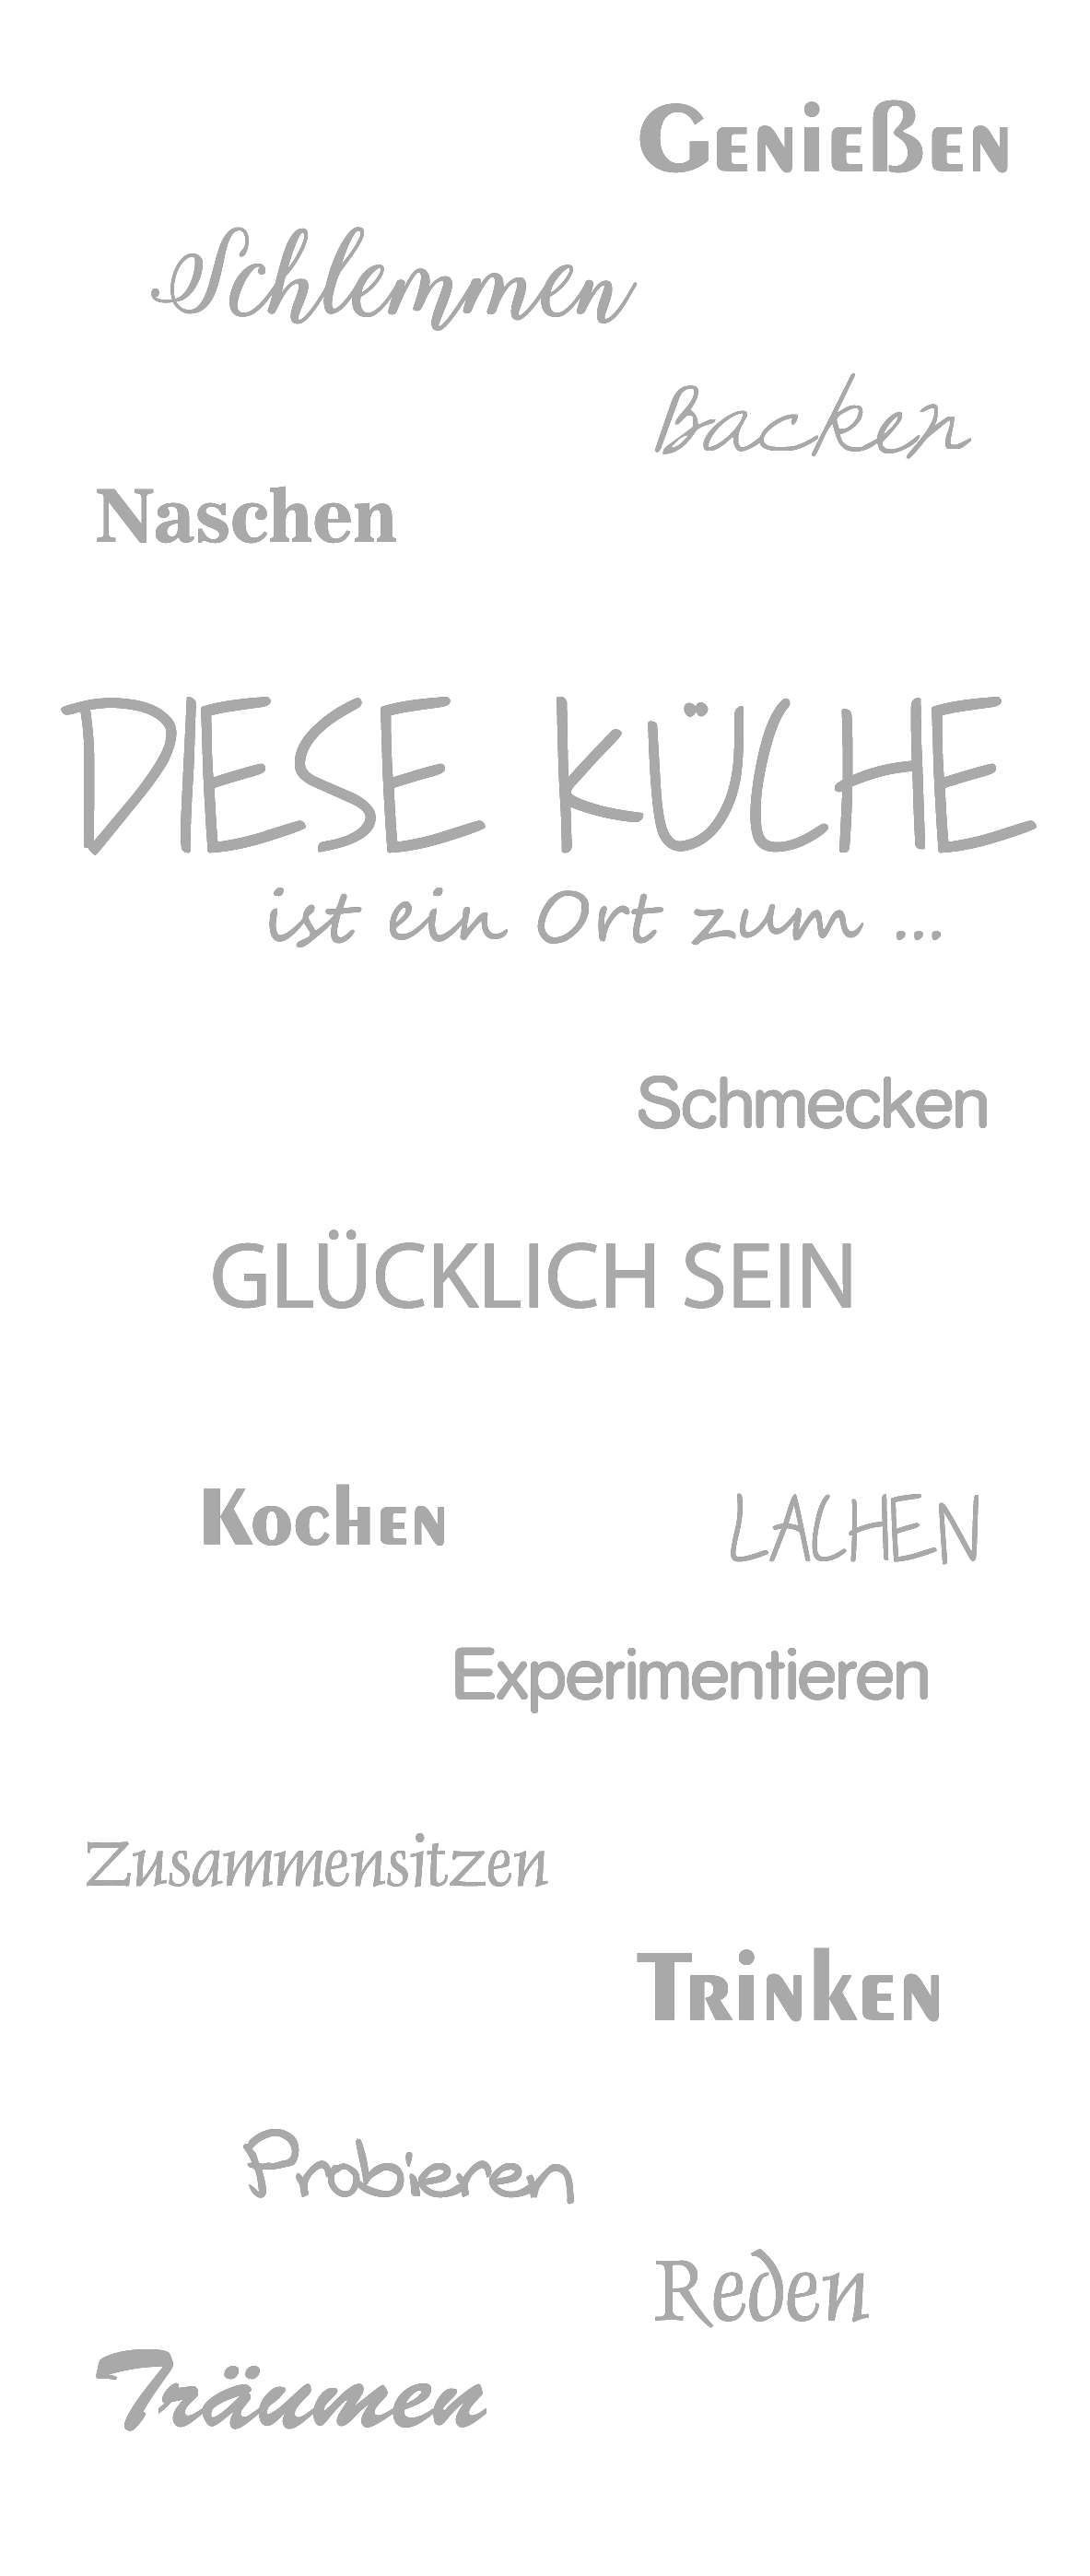 Genießen
Schlemmen
Backen
Naschen
DIESE KÜCHE
ist ein Ort zum ...
Schmecken
GLÜCKLICH SEIN
Kochen
LACHEN
Experimentieren
Zusammensitzen
Trinken
Probieren
Reden
Träumen